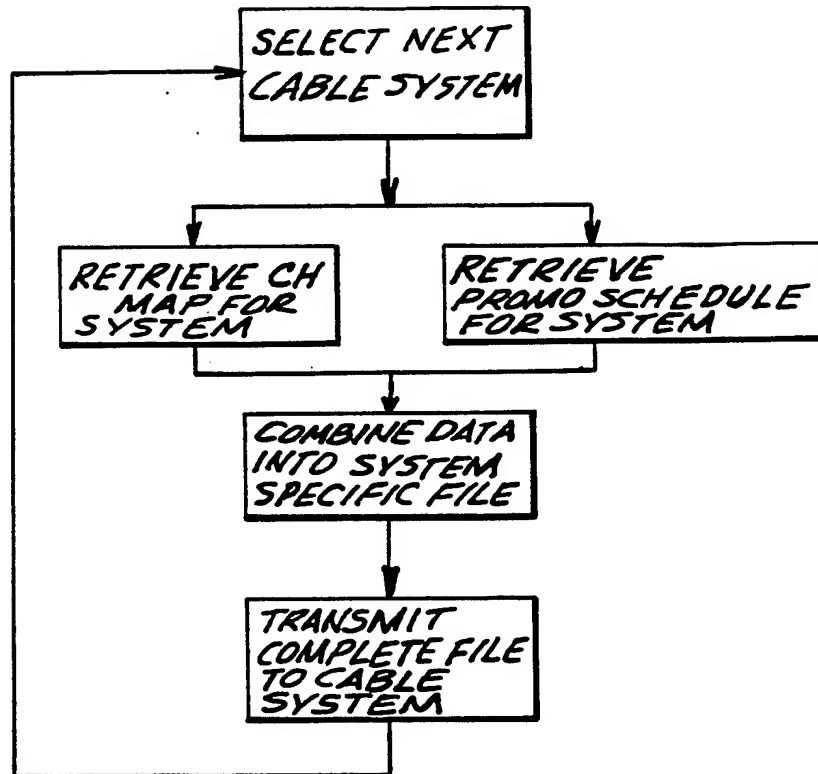 SELECT NEXT
CABLE SYSTEM
RETRIEVE CH
MAP FOR
SYSTEM
RETRIEVE
PROMO SCHEDULE
FOR SYSTEM
COMBINE DATA
INTO SYSTEM
SPECIFIC FILE
TRANSMIT
COMPLETE FILE
TO CABLE
SYSTEM